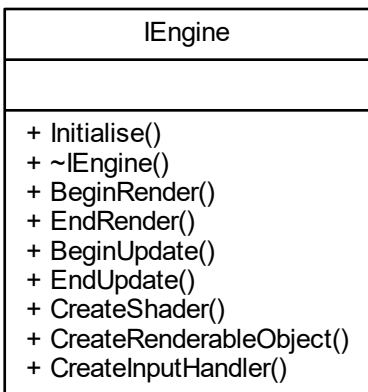 IEngine
+ Initialise()
+ ~IEngine()
+ BeginRender()
+ EndRender()
+ BeginUpdate()
+ EndUpdate()
+ CreateShader()
+ CreateRenderableObject()
+ CreateInputHandler()